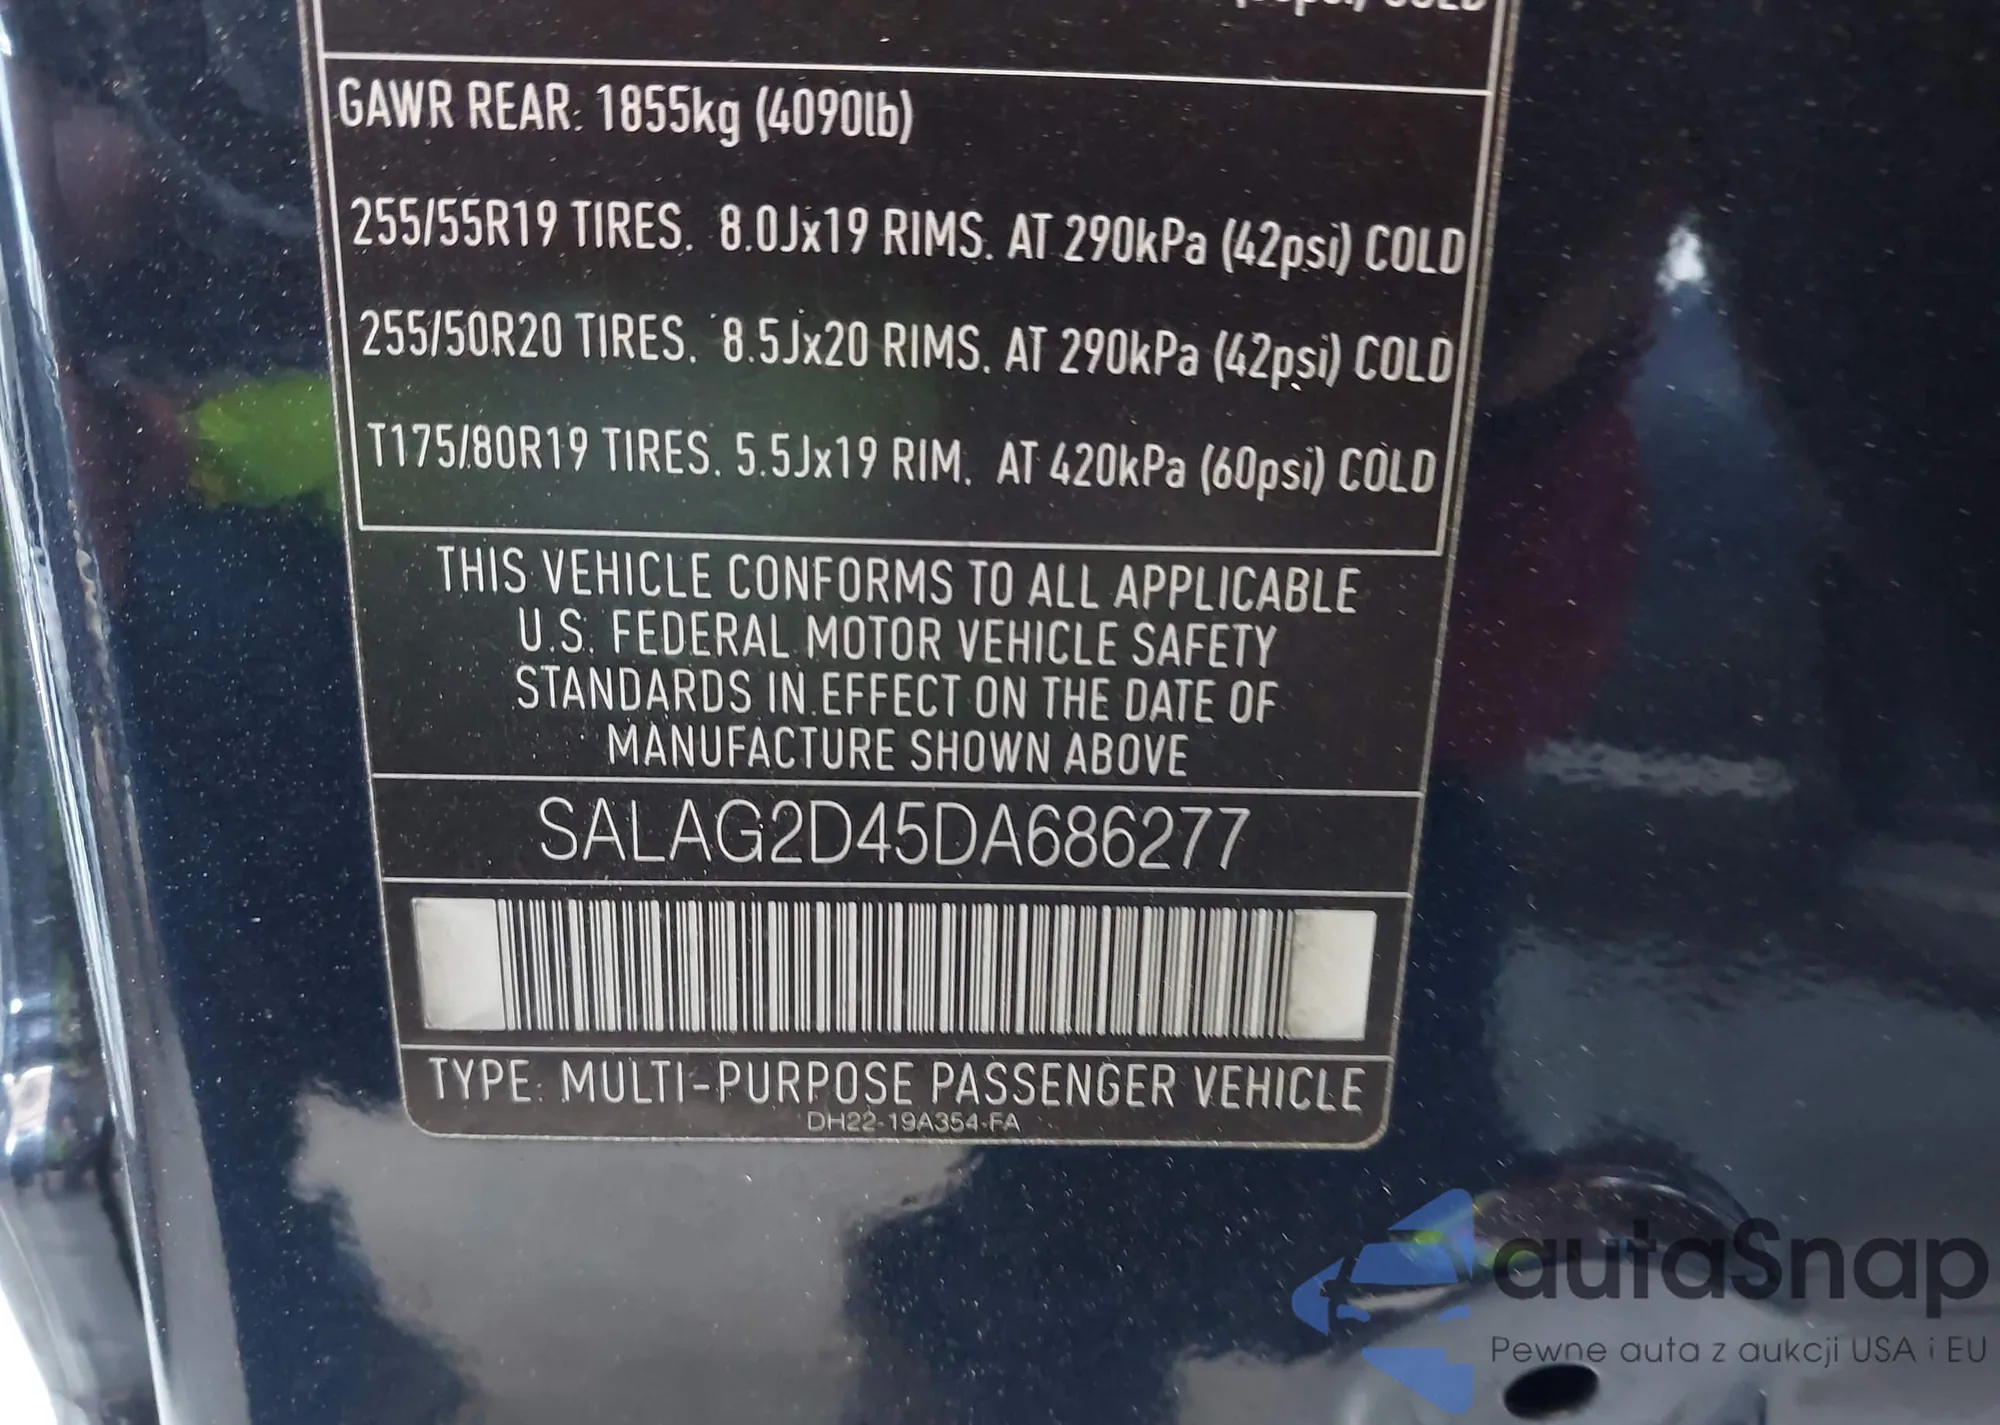 (psi) COLD
GAWR REAR: 1855kg (4090lb)
255/55R19 TIRES. 8.0Jx19 RIMS. AT 290kPa (42psi) COLD
255/50R20 TIRES. 8.5Jx20 RIMS. AT 290kPa (42psi) COLD
T175/80R19 TIRES. 5.5Jx19 RIM. AT 420kPa (60psi) COLD
THIS VEHICLE CONFORMS TO ALL APPLICABLE
U.S. FEDERAL MOTOR VEHICLE SAFETY
STANDARDS IN EFFECT ON THE DATE OF
MANUFACTURE SHOWN ABOVE
SALAG2D45DA686277
TYPE: MULTI-PURPOSE PASSENGER VEHICLE
DH22-19A354-FA
autaSnap
Pewne auta z aukcji USA i EU